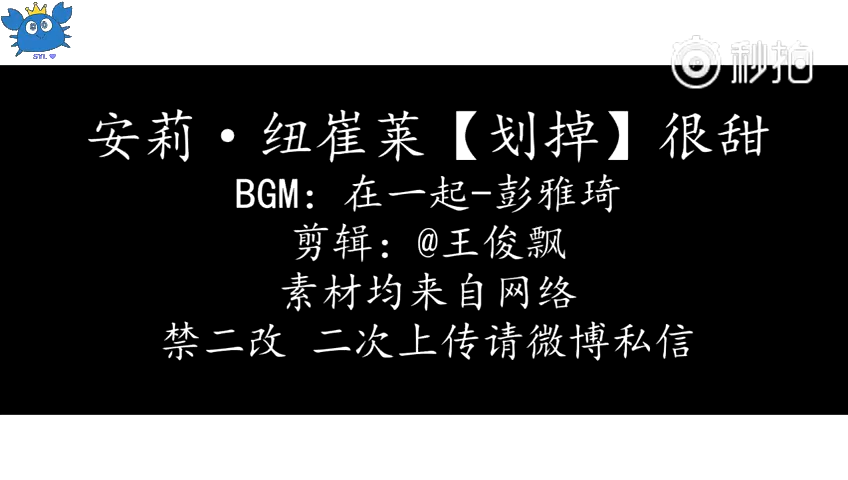 SYL
秒拍
安莉·纽崔莱【划掉】很甜
BGM：在一起-彭雅琦
剪辑：@王俊飘
素材均来自网络
禁二改 二次上传请微博私信